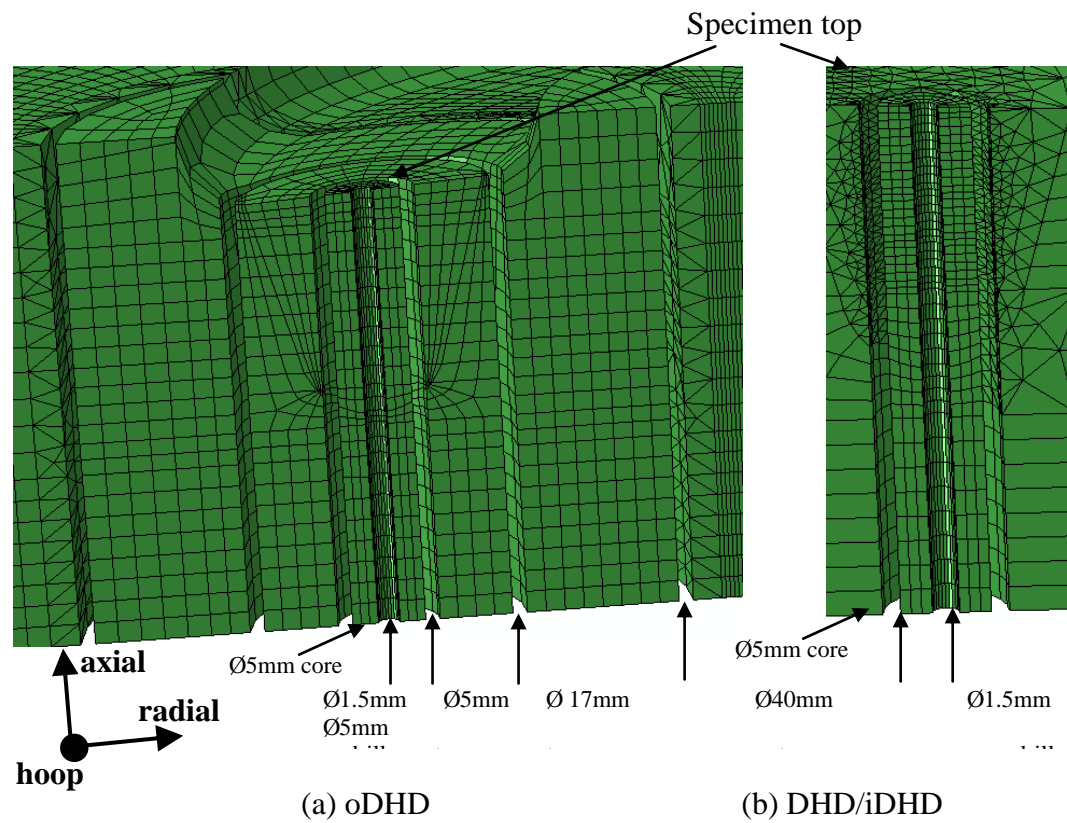 Specimen top
Ø5mm core
Ø5mm core
axial
Ø1.5mm Ø5mm Ø 17mm Ø40mm Ø1.5mm
Ø5mm
radial
hoop
(a) oDHD (b) DHD/iDHD